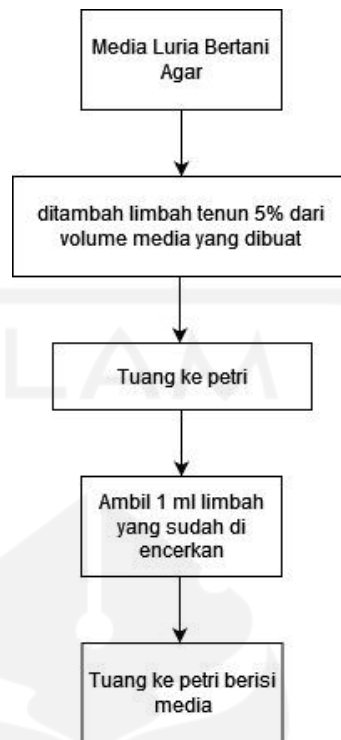 Media Luria Bertani
Agar
ditambah limbah tenun 5% dari
volume media yang dibuat
LAM
Tuang ke petri
Ambil 1 ml limbah
yang sudah di
encerkan
Tuang ke petri berisi
media